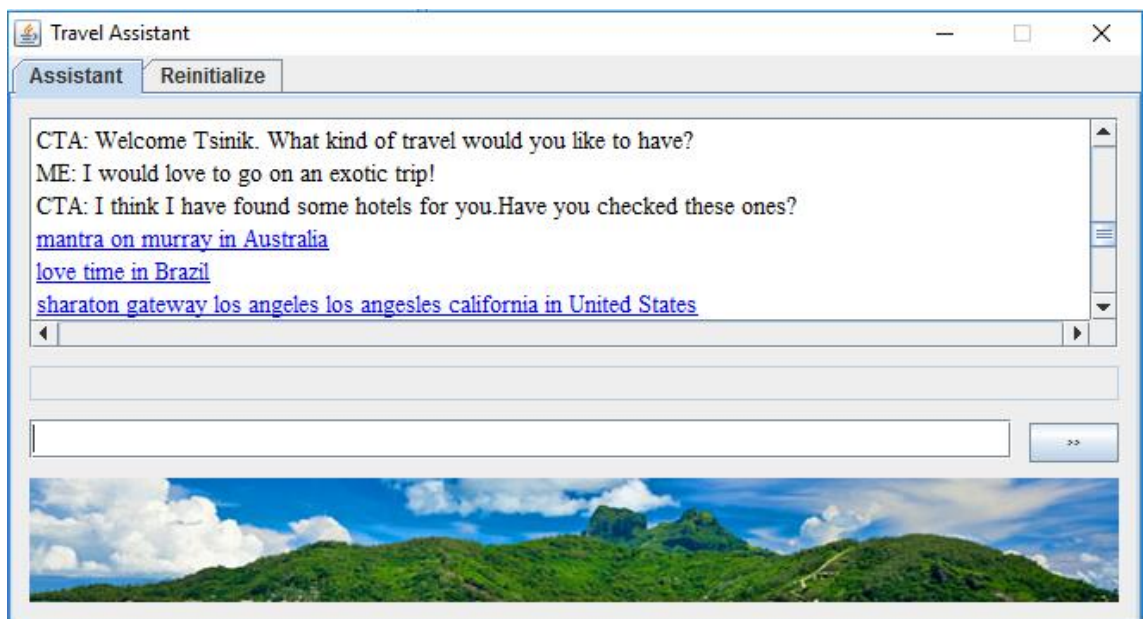 Travel Assistant
Assistant Reinitialize
CTA: Welcome Tsinik. What kind of travel would you like to have?
ME: I would love to go on an exotic trip!
CTA: I think I have found some hotels for you.Have you checked these ones?
mantra on murray in Australia
love time in Brazil
sharaton gateway los angeles los angesles california in United States
>>